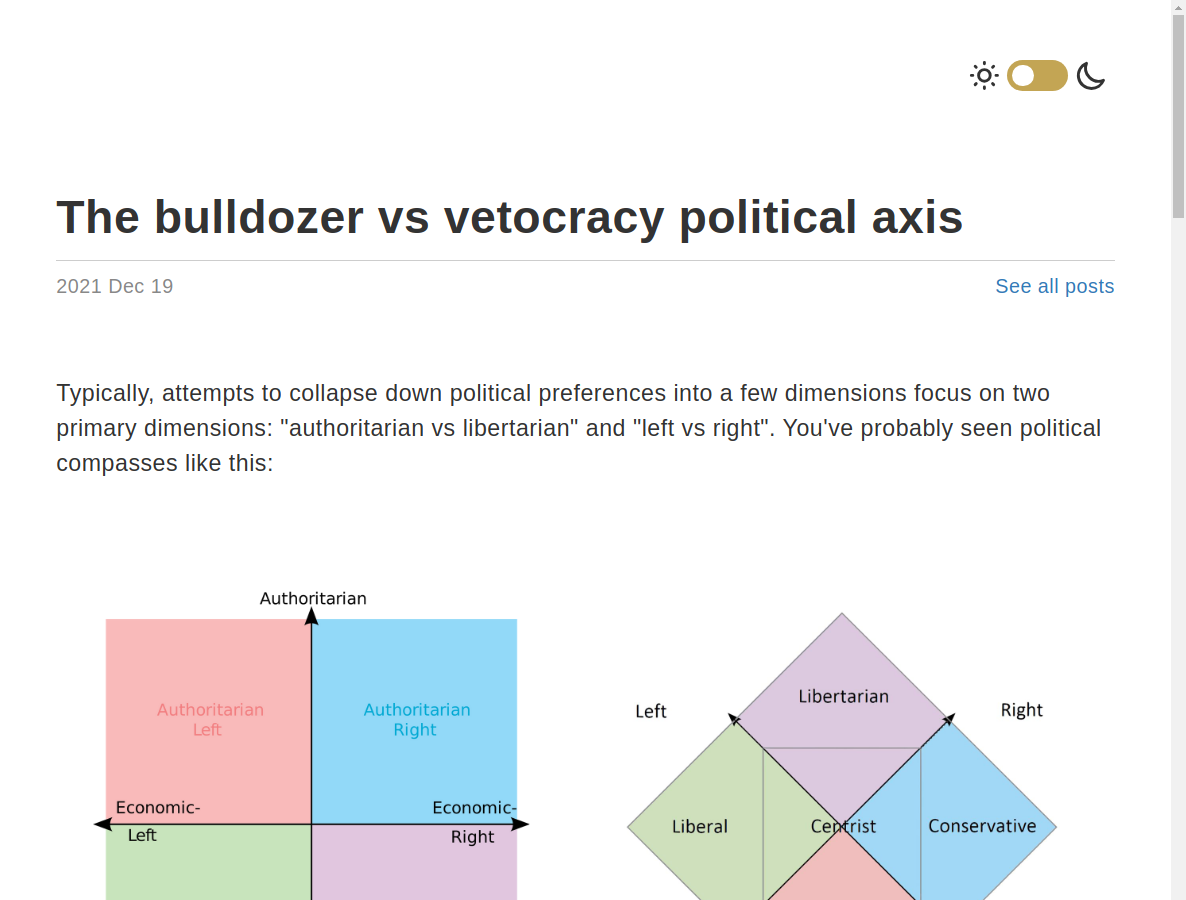 The bulldozer vs vetocracy political axis
2021 Dec 19
See all posts
Typically, attempts to collapse down political preferences into a few dimensions focus on two
primary dimensions: "authoritarian vs libertarian" and "left vs right". You've probably seen political
compasses like this:
Authoritarian
Authoritarian
Left
Authoritarian
Right
Economic-
Left
Economic-
Right
Left
Libertarian
Right
Liberal
Centrist
Conservative